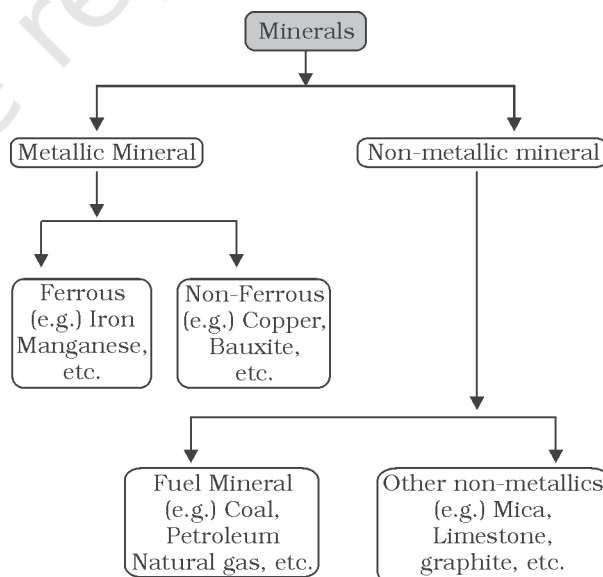 Minerals
Metallic Mineral
Non-metallic mineral
Ferrous
(e.g.) Iron
Manganese,
etc.
Non-Ferrous
(e.g.) Copper,
Bauxite,
etc.
Fuel Mineral
(e.g.) Coal,
Petroleum
Natural gas, etc.
Other non-metallics
(e.g.) Mica,
Limestone,
graphite, etc.